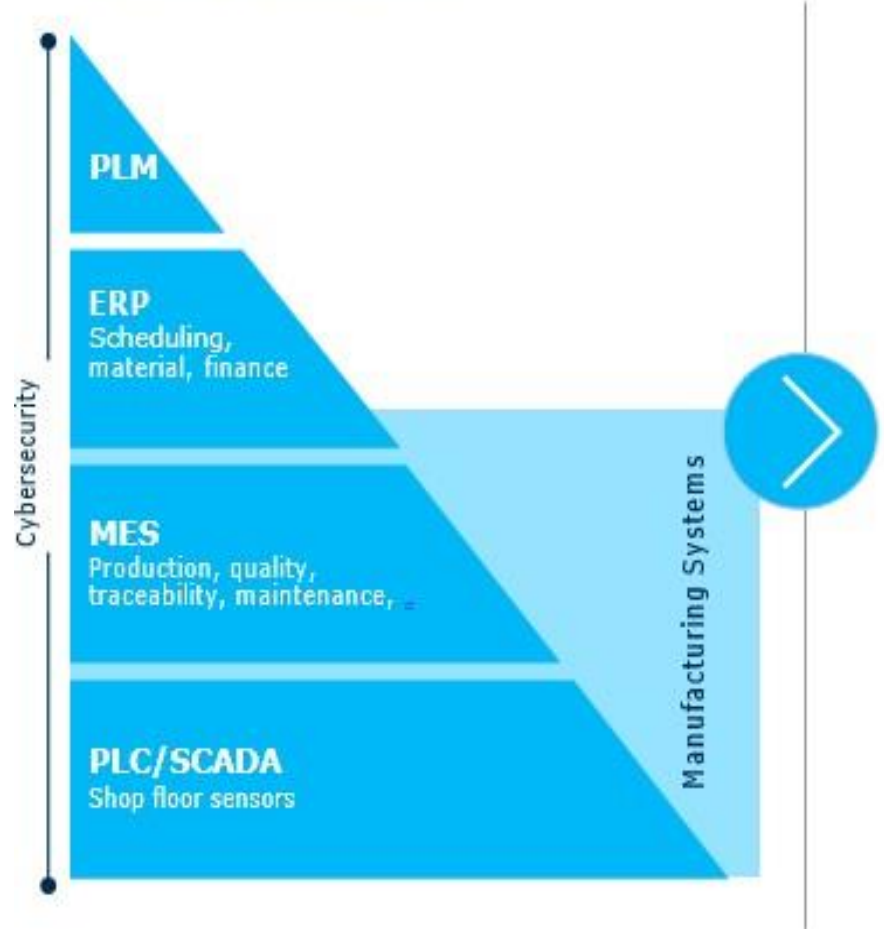 PLM
ERP
Scheduling,
material, finance
Cybersecurity
MES
Production, quality,
traceability, maintenance,
Manufacturing Systems
PLC/SCADA
Shop floor sensors